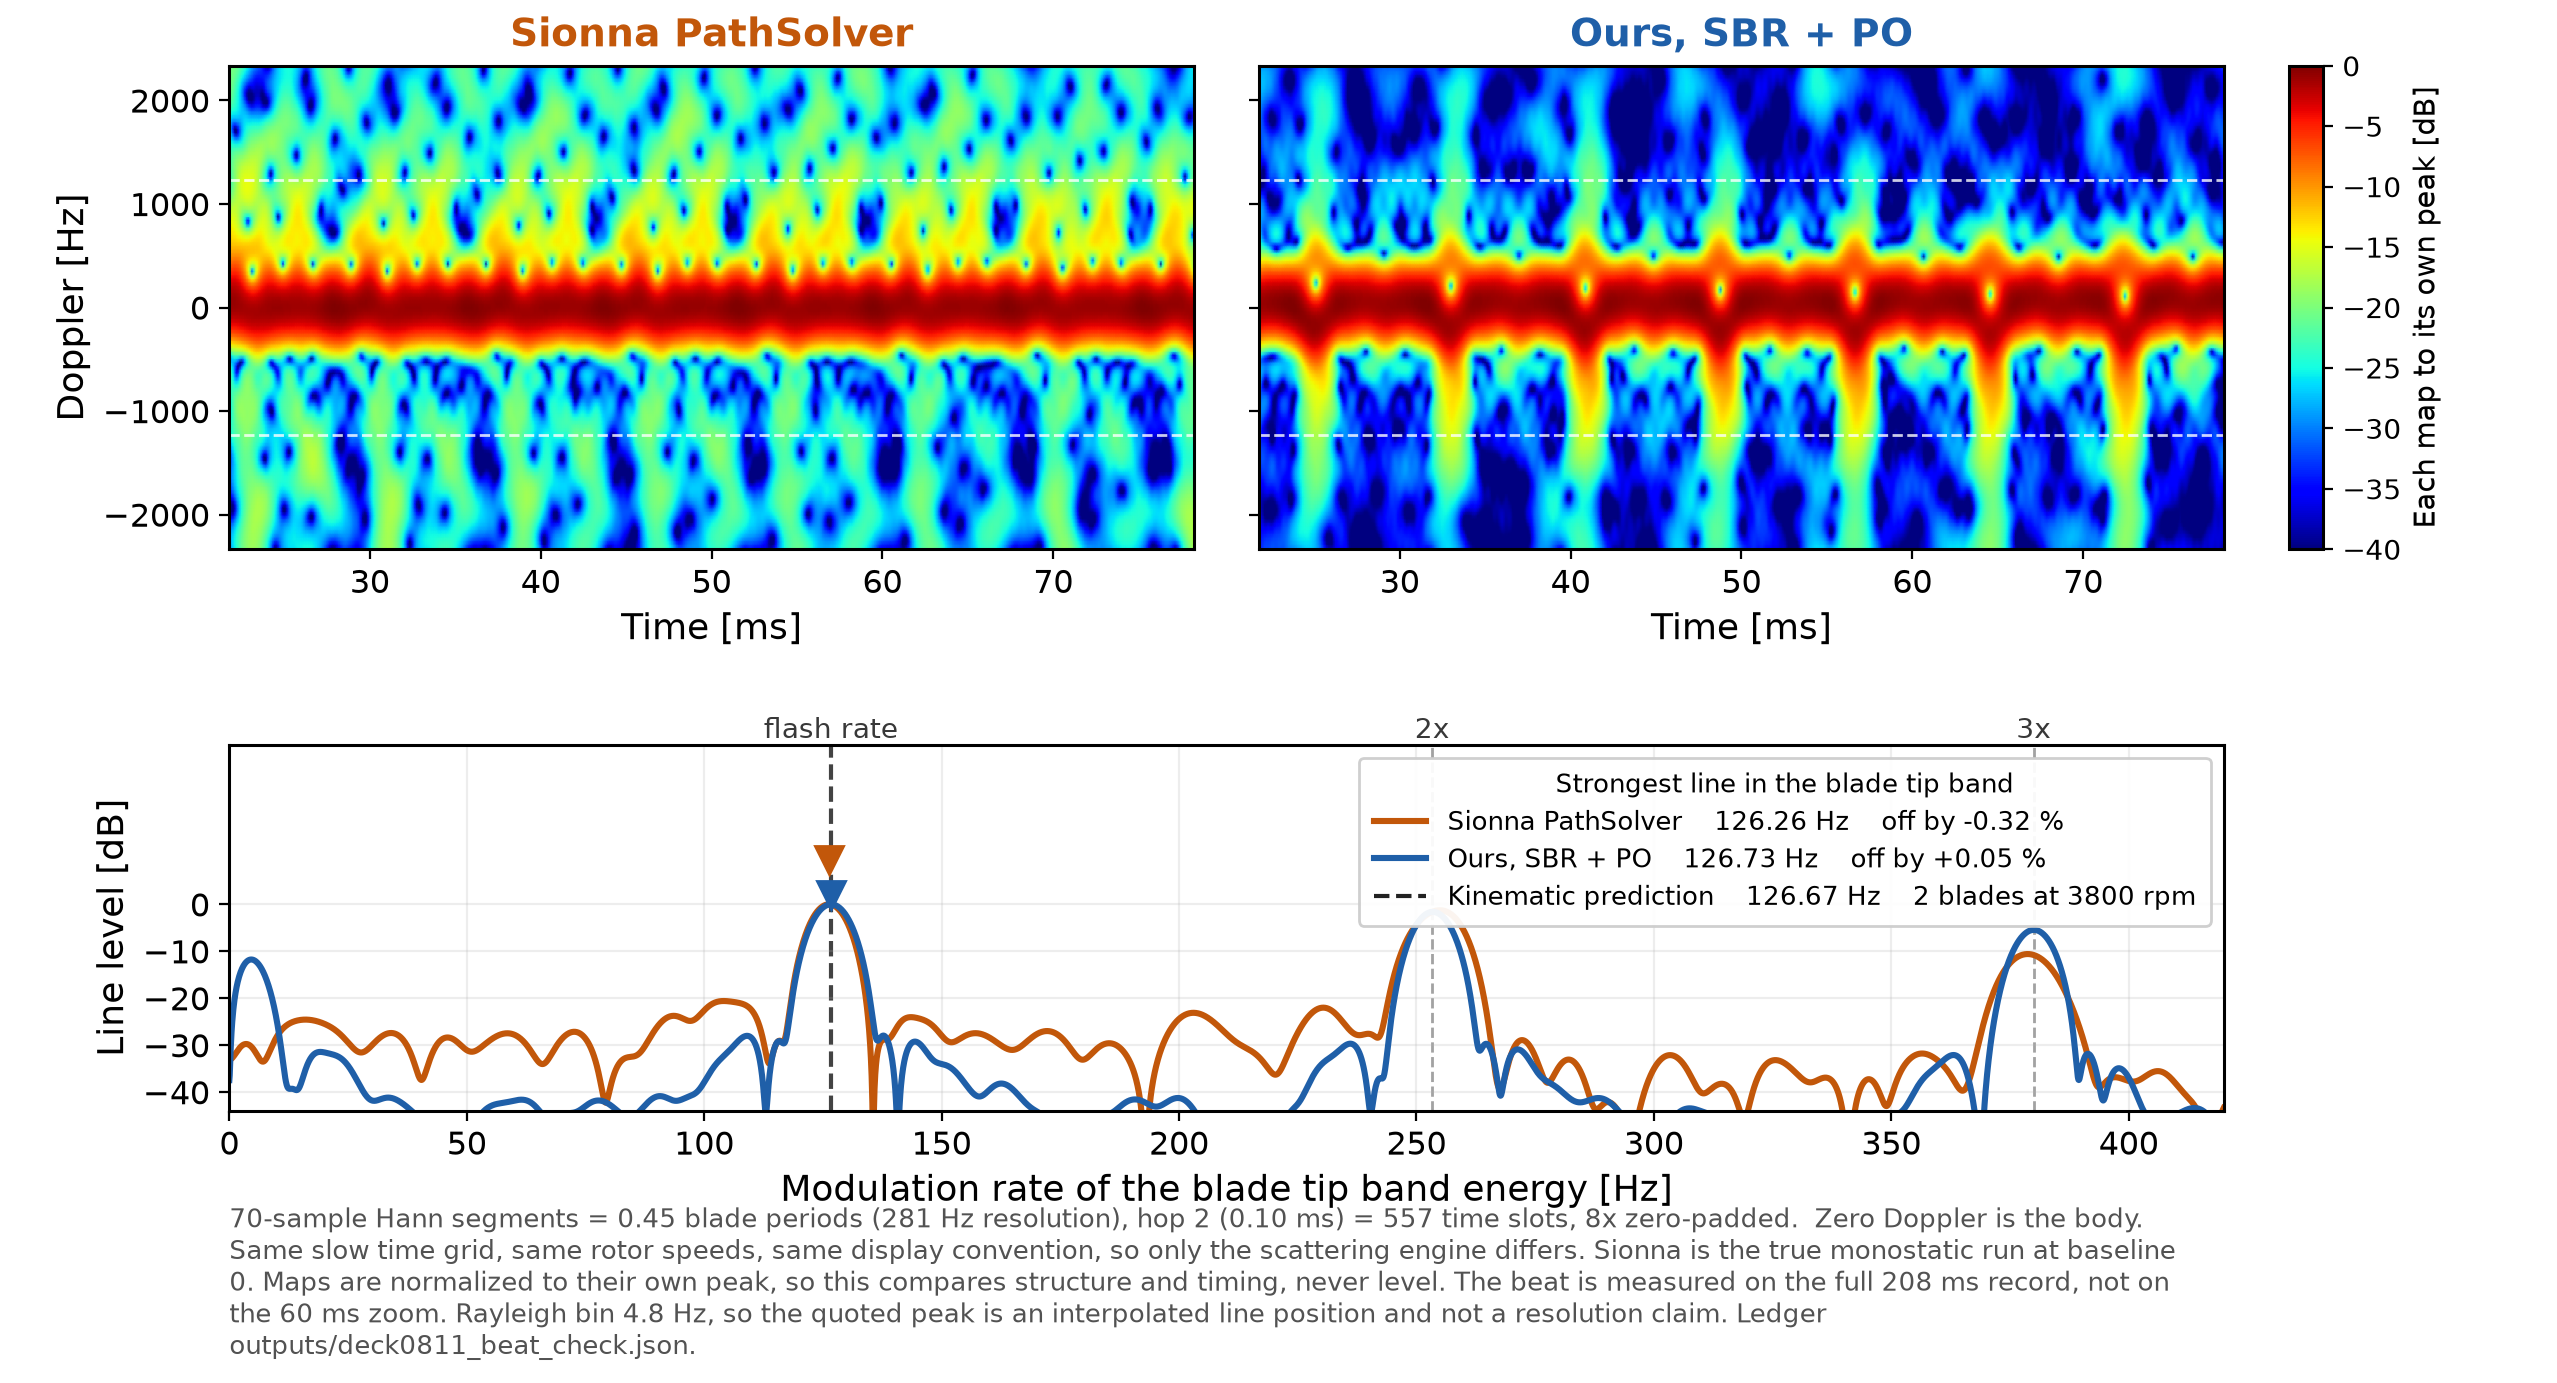 Sionna PathSolver
Ours, SBR + PO
Doppler [Hz]
2000
1000
0
−1000
−2000
30 40 50 60 70
Time [ms]
30 40 50 60 70
Time [ms]
0
−5
−10
−15
−20
−25
−30
−35
−40
Each map to its own peak [dB]
flash rate
2x
3x
Line level [dB]
0
−10
−20
−30
−40
Strongest line in the blade tip band
Sionna PathSolver 126.26 Hz off by -0.32 %
Ours, SBR + PO 126.73 Hz off by +0.05 %
Kinematic prediction 126.67 Hz 2 blades at 3800 rpm
0 50 100 150 200 250 300 350 400
Modulation rate of the blade tip band energy [Hz]
70-sample Hann segments = 0.45 blade periods (281 Hz resolution), hop 2 (0.10 ms) = 557 time slots, 8x zero-padded. Zero Doppler is the body.
Same slow time grid, same rotor speeds, same display convention, so only the scattering engine differs. Sionna is the true monostatic run at baseline
0. Maps are normalized to their own peak, so this compares structure and timing, never level. The beat is measured on the full 208 ms record, not on
the 60 ms zoom. Rayleigh bin 4.8 Hz, so the quoted peak is an interpolated line position and not a resolution claim. Ledger
outputs/deck0811_beat_check.json.